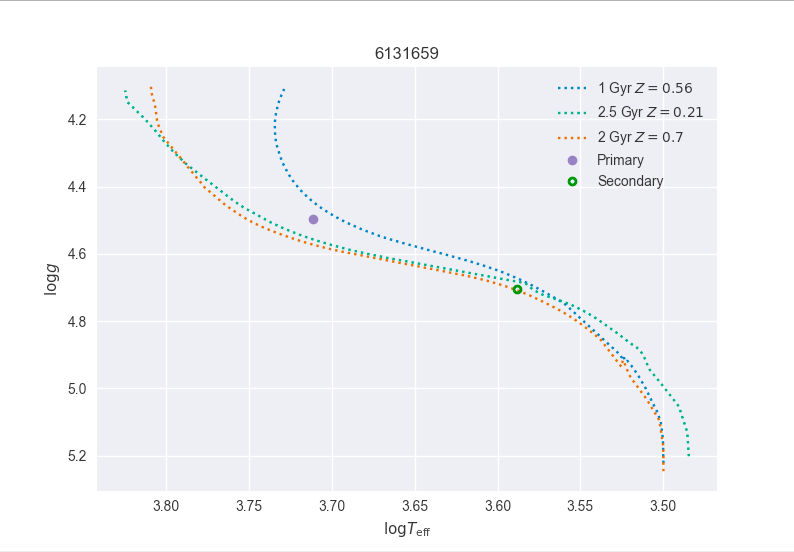 6131659
1 Gyr Z = 0.56
2.5 Gyr Z = 0.21
2 Gyr Z = 0.7
Primary
Secondary
4.2
4.4
4.6
4.8
5.0
5.2
log g
3.80 3.75 3.70 3.65 3.60 3.55 3.50
log T_eff